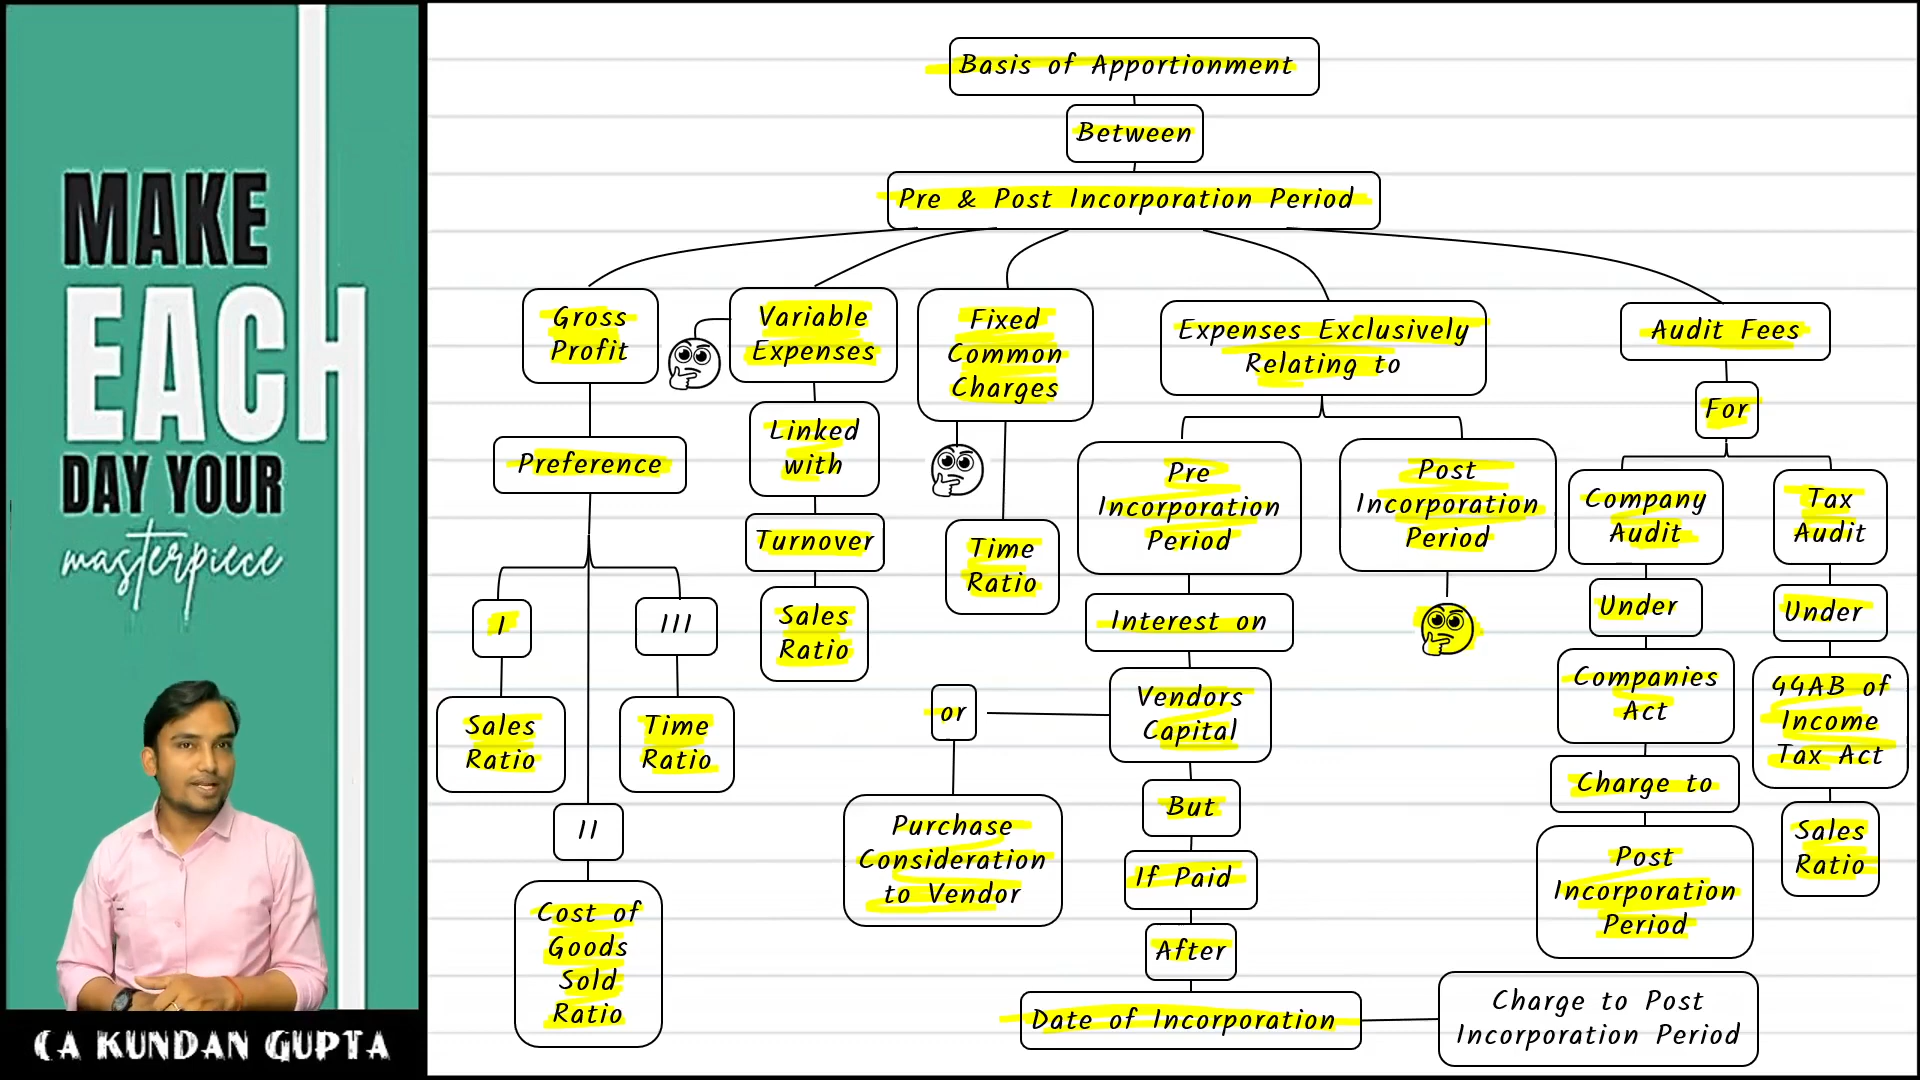 MAKE
EACH
DAY YOUR
masterpiece
CA KUNDAN GUPTA
Basis of Apportionment
Between
Pre & Post Incorporation Period
Gross
Profit
Preference
I
Sales
Ratio
II
Cost of
Goods
Sold
Ratio
III
Time
Ratio
Variable
Expenses
Linked
with
Turnover
Sales
Ratio
Fixed
Common
Charges
Time
Ratio
Expenses Exclusively
Relating to
Pre
Incorporation
Period
Interest on
Vendors
Capital
or
Purchase
Consideration
to Vendor
But
If Paid
After
Date of Incorporation
Charge to Post
Incorporation Period
Post
Incorporation
Period
Audit Fees
For
Company
Audit
Under
Companies
Act
Charge to
Post
Incorporation
Period
Tax
Audit
Under
44AB of
Income
Tax Act
Sales
Ratio